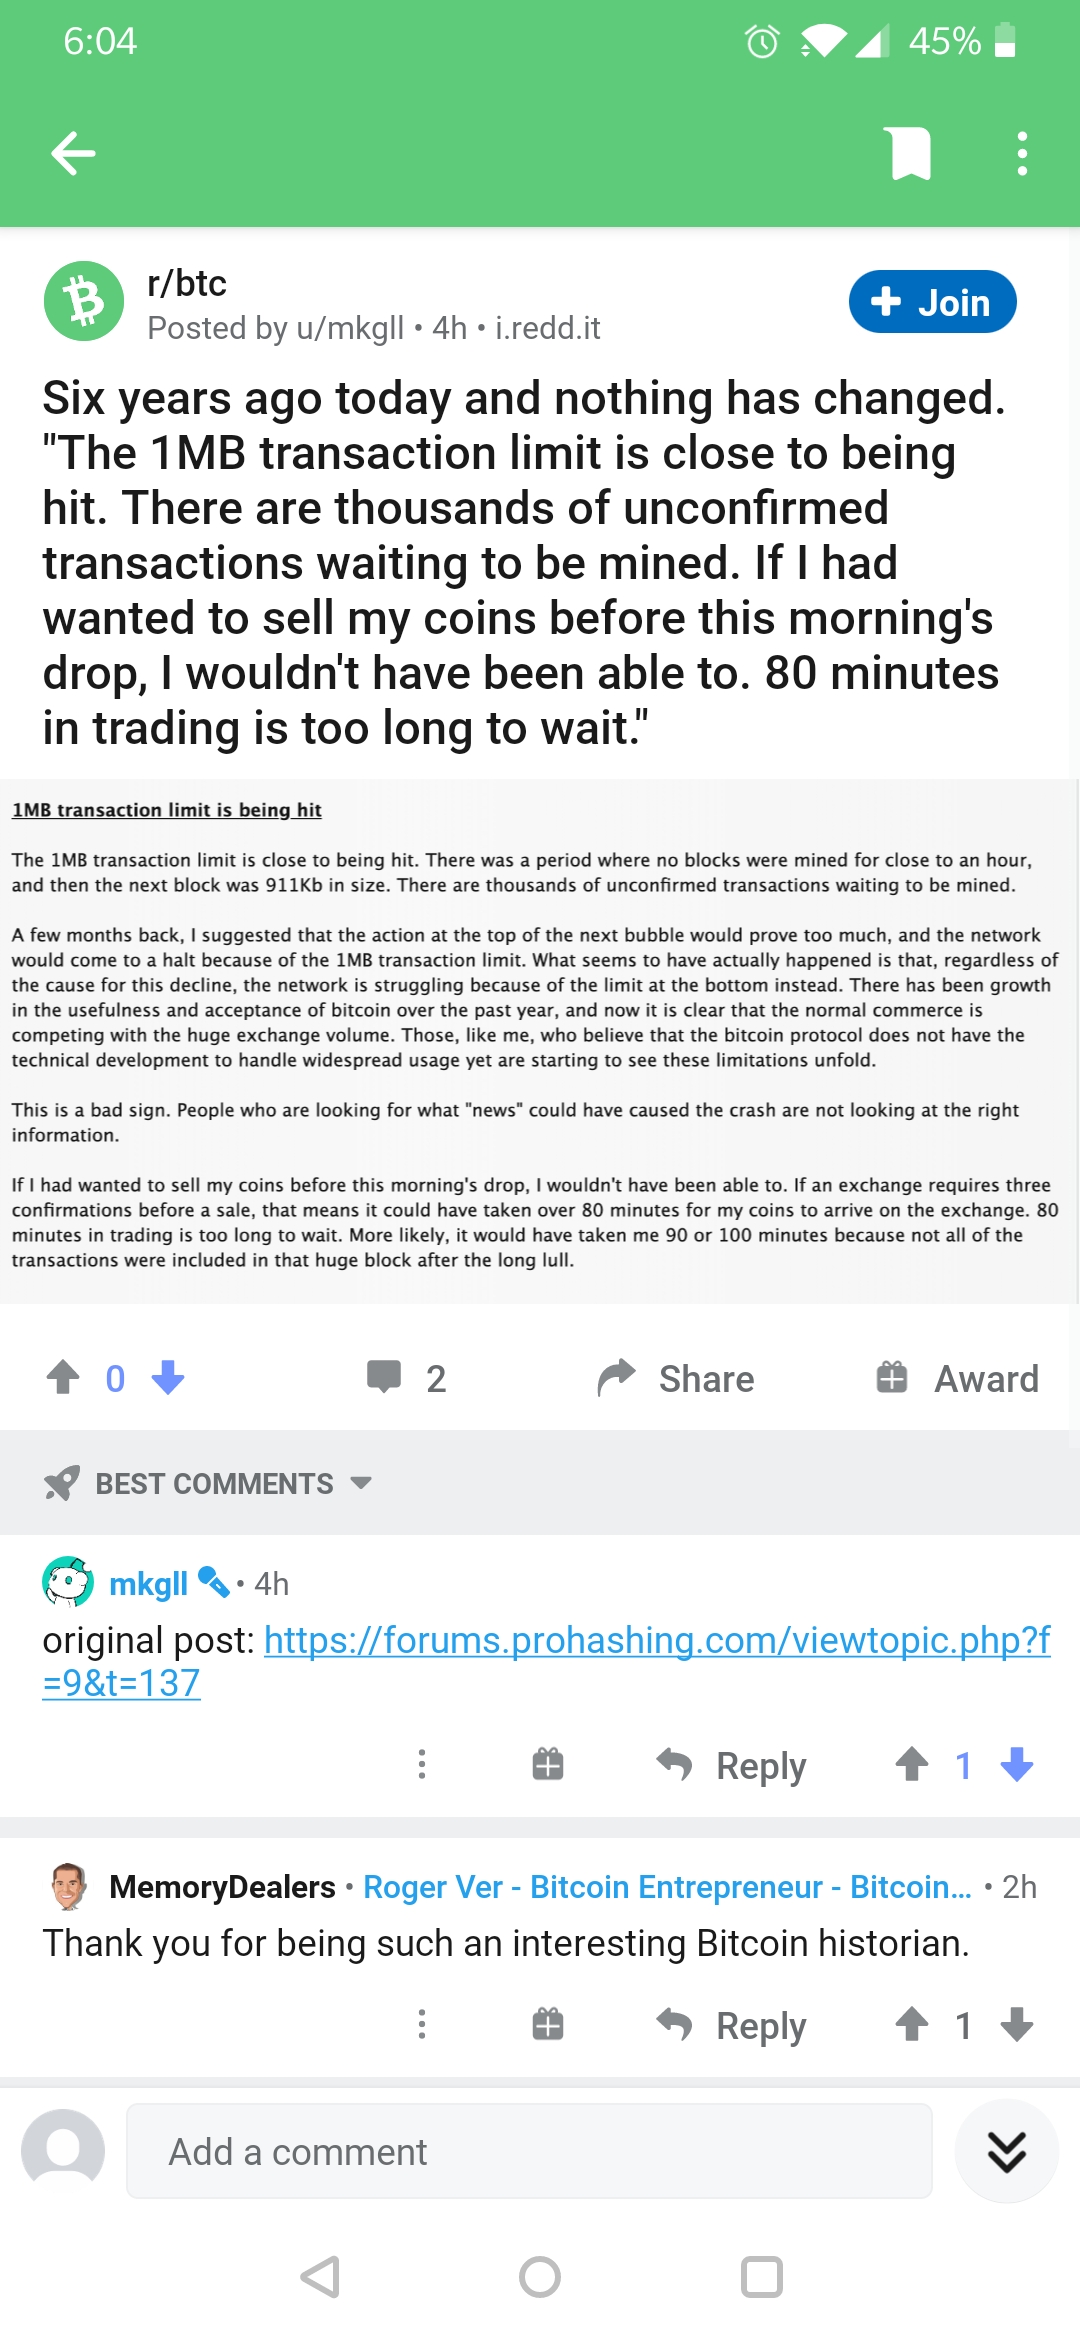 6:04
45%
r/btc
Posted by u/mkgll • 4h • i.redd.it
Join
Six years ago today and nothing has changed.
"The 1MB transaction limit is close to being
hit. There are thousands of unconfirmed
transactions waiting to be mined. If I had
wanted to sell my coins before this morning's
drop, I wouldn't have been able to. 80 minutes
in trading is too long to wait."
1MB transaction limit is being hit
The 1MB transaction limit is close to being hit. There was a period where no blocks were mined for close to an hour,
and then the next block was 911Kb in size. There are thousands of unconfirmed transactions waiting to be mined.
A few months back, I suggested that the action at the top of the next bubble would prove too much, and the network
would come to a halt because of the 1MB transaction limit. What seems to have actually happened is that, regardless of
the cause for this decline, the network is struggling because of the limit at the bottom instead. There has been growth
in the usefulness and acceptance of bitcoin over the past year, and now it is clear that the normal commerce is
competing with the huge exchange volume. Those, like me, who believe that the bitcoin protocol does not have the
technical development to handle widespread usage yet are starting to see these limitations unfold.
This is a bad sign. People who are looking for what "news" could have caused the crash are not looking at the right
information.
If I had wanted to sell my coins before this morning's drop, I wouldn't have been able to. If an exchange requires three
confirmations before a sale, that means it could have taken over 80 minutes for my coins to arrive on the exchange. 80
minutes in trading is too long to wait. More likely, it would have taken me 90 or 100 minutes because not all of the
transactions were included in that huge block after the long lull.
0 2 Share Award
BEST COMMENTS
mkgll • 4h
original post: https://forums.prohashing.com/viewtopic.php?f
=9&t=137
Reply 1
MemoryDealers • Roger Ver - Bitcoin Entrepreneur - Bitcoin... • 2h
Thank you for being such an interesting Bitcoin historian.
Reply 1
Add a comment